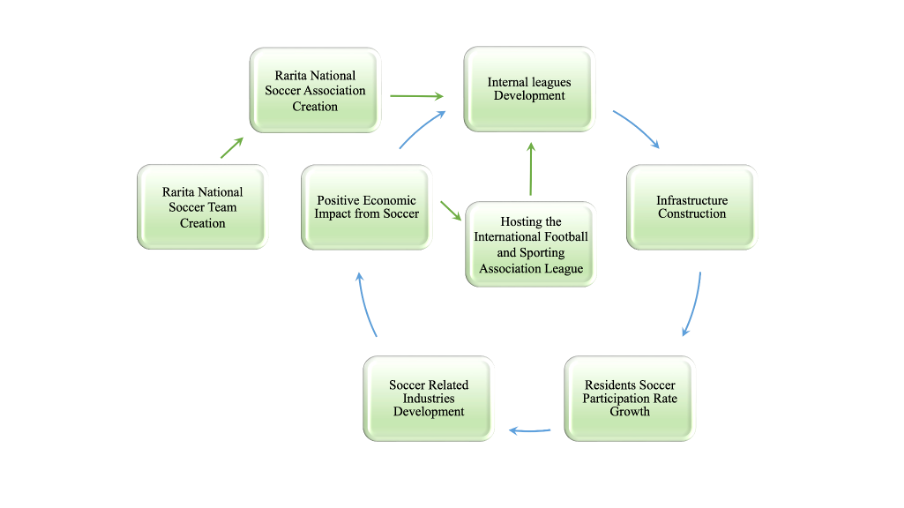 Rarita National
Soccer Association
Creation
Internal leagues
Development
Rarita National
Soccer Team
Creation
Positive Economic
Impact from Soccer
Hosting the
International Football
and Sporting
Association League
Infrastructure
Construction
Soccer Related
Industries
Development
Residents Soccer
Participation Rate
Growth